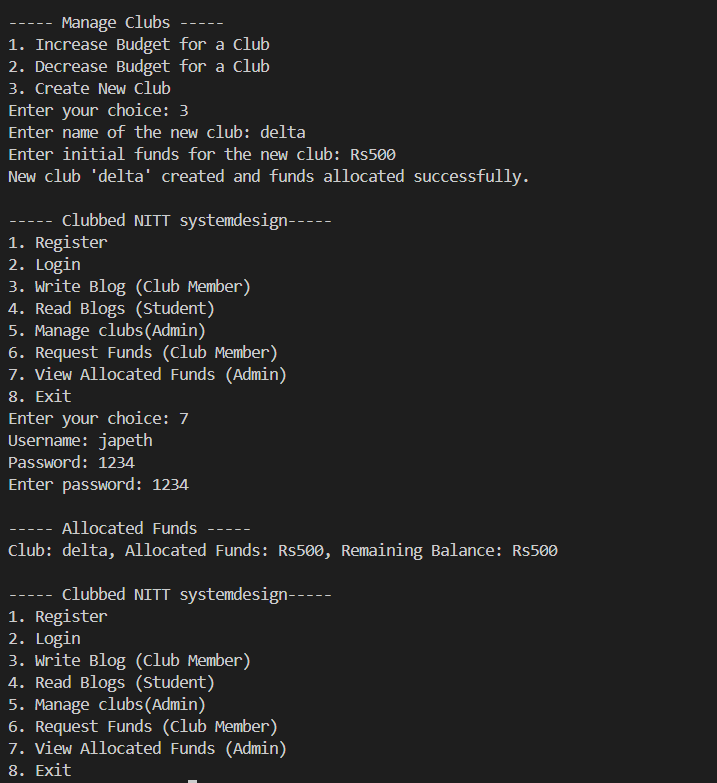 ----- Manage Clubs -----
1. Increase Budget for a Club
2. Decrease Budget for a Club
3. Create New Club
Enter your choice: 3
Enter name of the new club: delta
Enter initial funds for the new club: Rs500
New club 'delta' created and funds allocated successfully.

----- Clubbed NITT systemdesign-----
1. Register
2. Login
3. Write Blog (Club Member)
4. Read Blogs (Student)
5. Manage clubs(Admin)
6. Request Funds (Club Member)
7. View Allocated Funds (Admin)
8. Exit
Enter your choice: 7
Username: japeth
Password: 1234
Enter password: 1234

----- Allocated Funds -----
Club: delta, Allocated Funds: Rs500, Remaining Balance: Rs500

----- Clubbed NITT systemdesign-----
1. Register
2. Login
3. Write Blog (Club Member)
4. Read Blogs (Student)
5. Manage clubs(Admin)
6. Request Funds (Club Member)
7. View Allocated Funds (Admin)
8. Exit